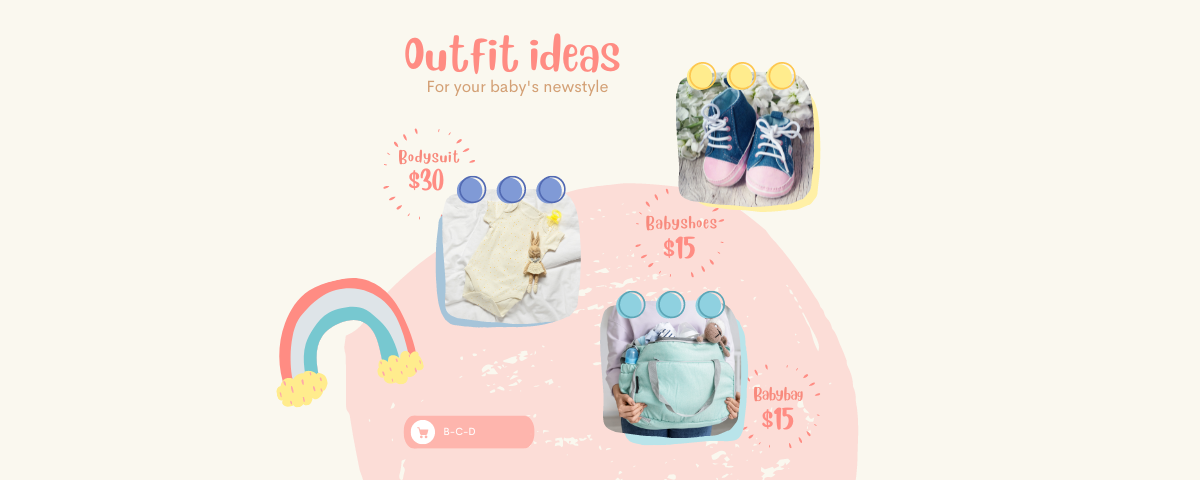 Outfit ideas
For your baby's newstyle
Bodysuit
$30
Babyshoes
$15
Babybag
$15
B-C-D